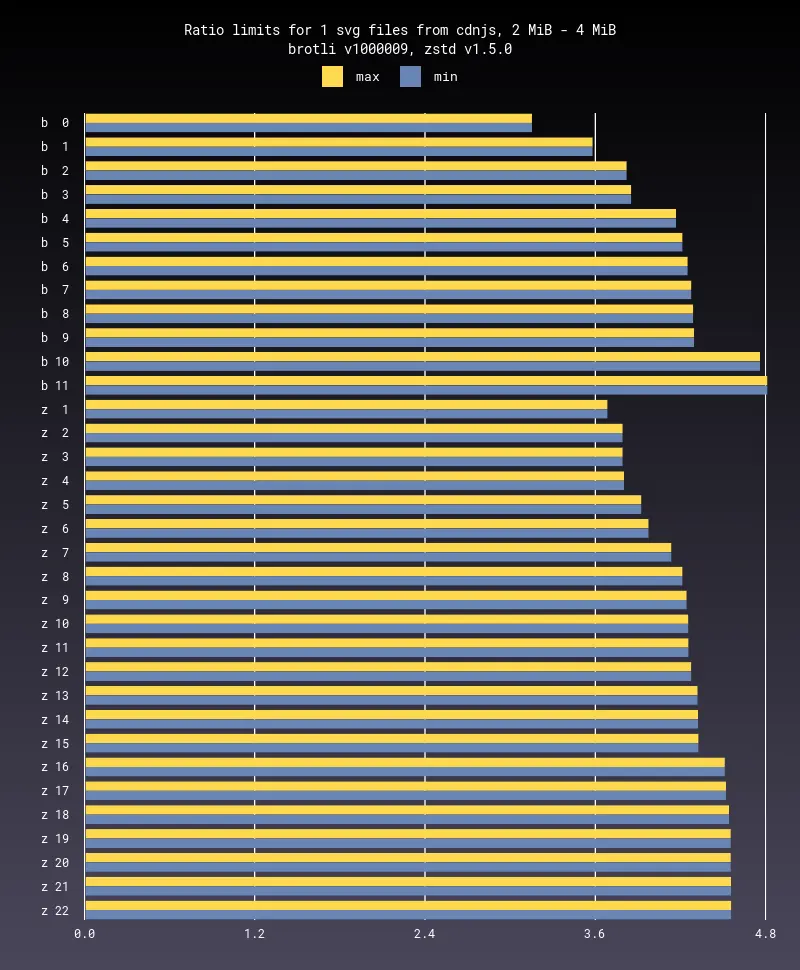 Ratio limits for 1 svg files from cdnjs, 2 MiB - 4 MiB
brotli v1000009, zstd v1.5.0
max min
b 0
b 1
b 2
b 3
b 4
b 5
b 6
b 7
b 8
b 9
b 10
b 11
z 1
z 2
z 3
z 4
z 5
z 6
z 7
z 8
z 9
z 10
z 11
z 12
z 13
z 14
z 15
z 16
z 17
z 18
z 19
z 20
z 21
z 22
0.0 1.2 2.4 3.6 4.8